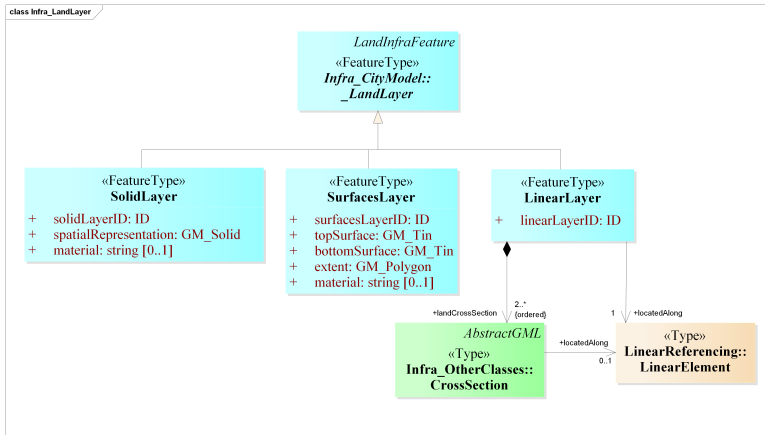 class Infra_LandLayer
LandInfraFeature
«FeatureType»
Infra_CityModel::
_LandLayer
«FeatureType»
SolidLayer
+ solidLayerID: ID
+ spatialRepresentation: GM_Solid
+ material: string [0..1]
«FeatureType»
SurfacesLayer
+ surfacesLayerID: ID
+ topSurface: GM_Tin
+ bottomSurface: GM_Tin
+ extent: GM_Polygon
+ material: string [0..1]
«FeatureType»
LinearLayer
+ linearLayerID: ID
2..*
+landCrossSection {ordered}
1 +locatedAlong
AbstractGML
«Type»
Infra_OtherClasses::
CrossSection
+locatedAlong
0..1
«Type»
LinearReferencing::
LinearElement